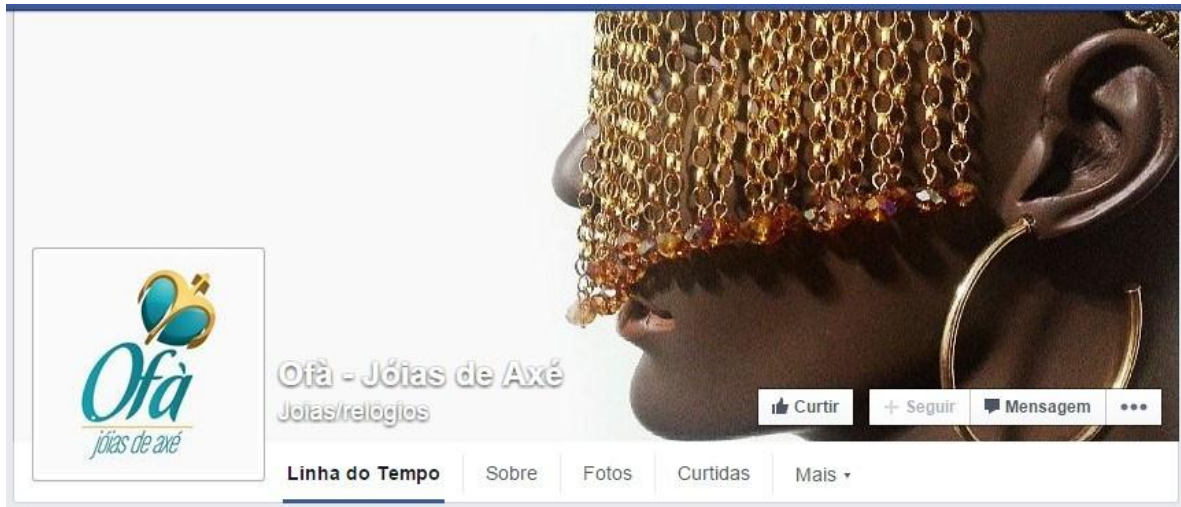 Ofà
jóias de axé
Ofà - Jóias de Axé
Joias/relógios
Curtir
+ Seguir
Mensagem
Linha do Tempo
Sobre
Fotos
Curtidas
Mais